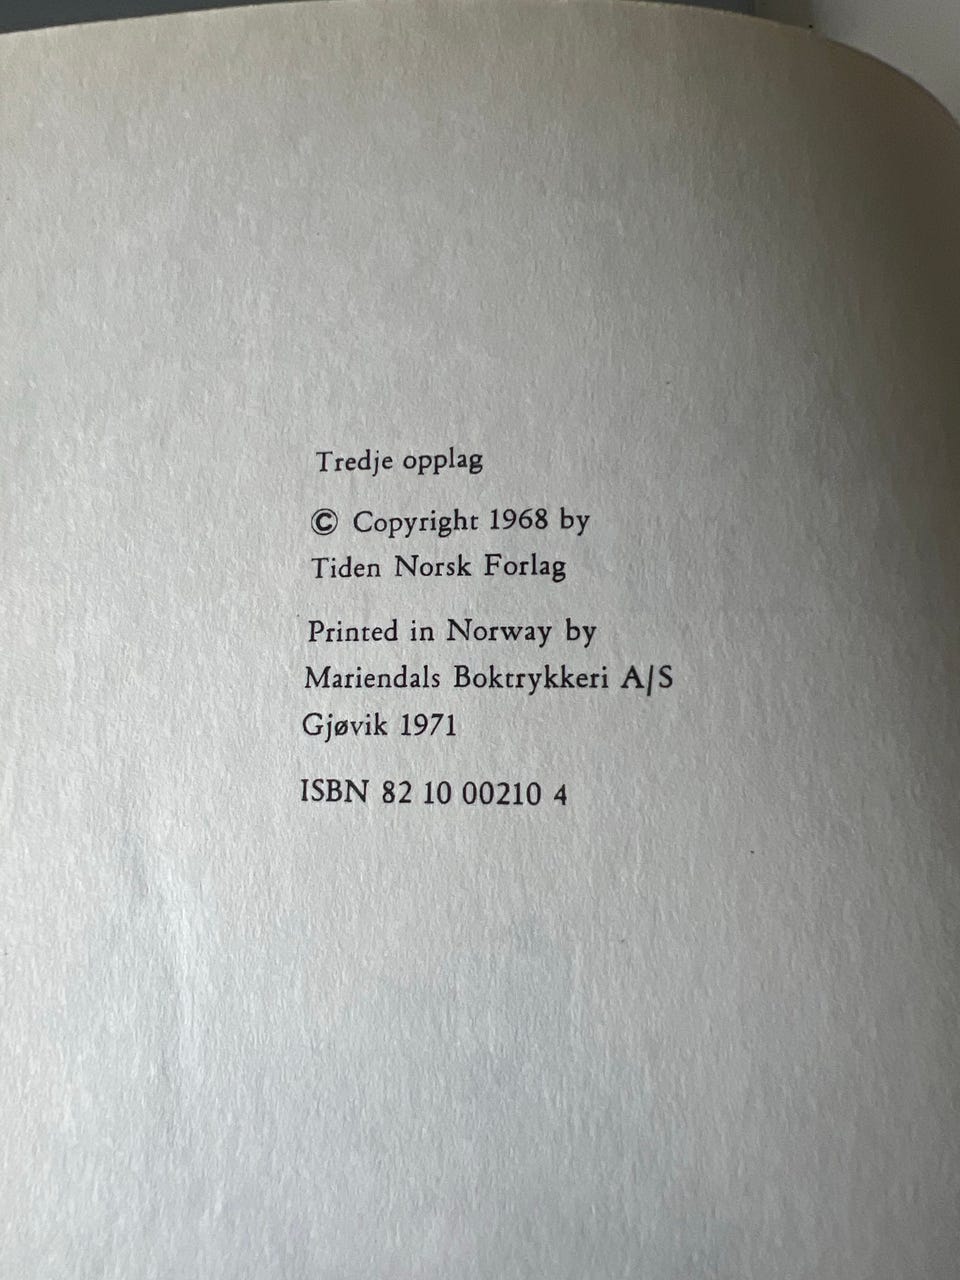 Tredje opplag
© Copyright 1968 by
Tiden Norsk Forlag
Printed in Norway by
Mariendals Boktrykkeri A/S
Gjøvik 1971
ISBN 82 10 00210 4